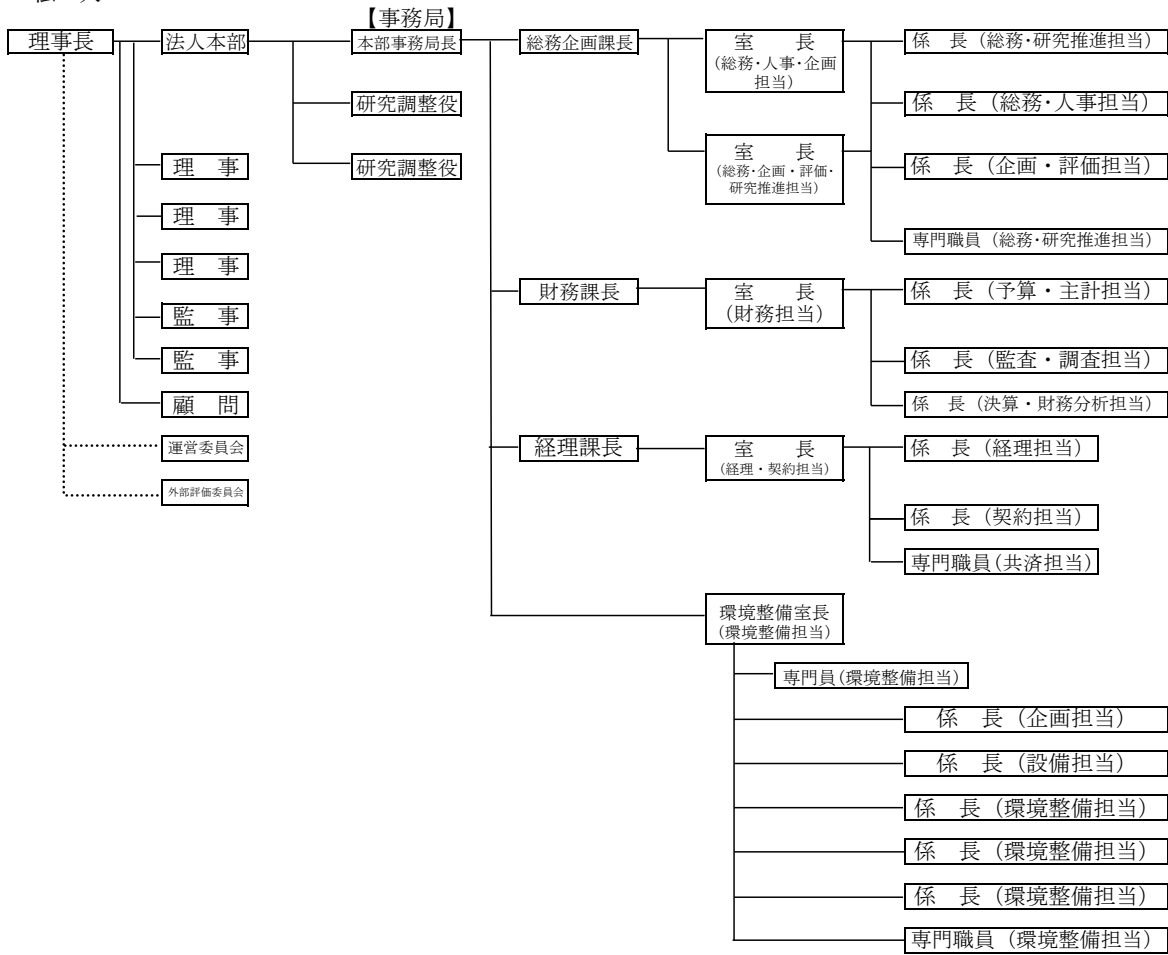 【事務局】
理事長
法人本部
本部事務局長
総務企画課長
室　長
(総務・人事・企画
担当)
係　長（総務・研究推進担当）
研究調整役
係　長（総務・人事担当）
研究調整役
室　長
(総務・企画・評価・
研究推進担当)
係　長（企画・評価担当）
理　事
理　事
専門職員（総務・研究推進担当）
理　事
財務課長
室　長
(財務担当)
係　長（予算・主計担当）
監　事
監　事
係　長（監査・調査担当）
顧　問
係　長（決算・財務分析担当）
運営委員会
経理課長
室　長
(経理・契約担当)
係　長（経理担当）
外部評価委員会
係　長（契約担当）
専門職員(共済担当)
環境整備室長
(環境整備担当)
専門員(環境整備担当)
係　長（企画担当）
係　長（設備担当）
係　長（環境整備担当）
係　長（環境整備担当）
係　長（環境整備担当）
専門職員（環境整備担当）